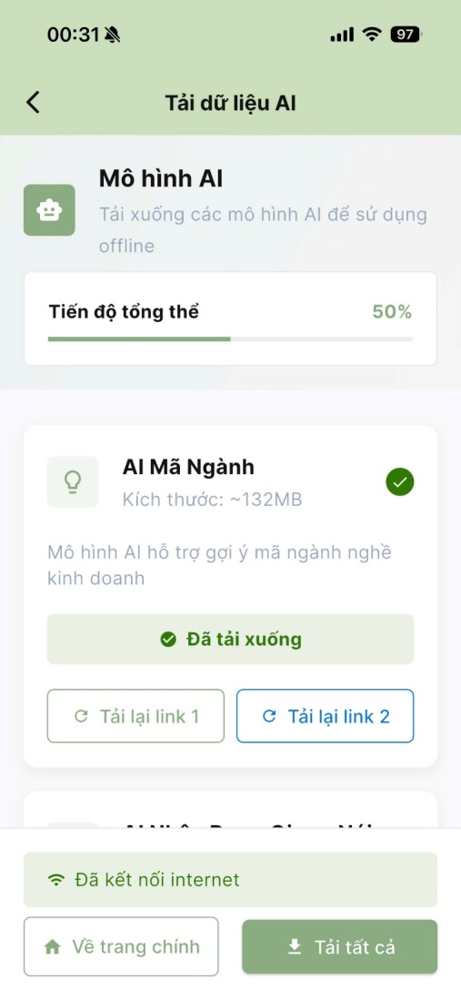 00:31
97
Tải dữ liệu AI
Mô hình AI
Tải xuống các mô hình AI để sử dụng
offline
Tiến độ tổng thể
50%
AI Mã Ngành
Kích thước: ~132MB
Mô hình AI hỗ trợ gợi ý mã ngành nghề
kinh doanh
Đã tải xuống
Tải lại link 1
Tải lại link 2
Đã kết nối internet
Về trang chính
Tải tất cả